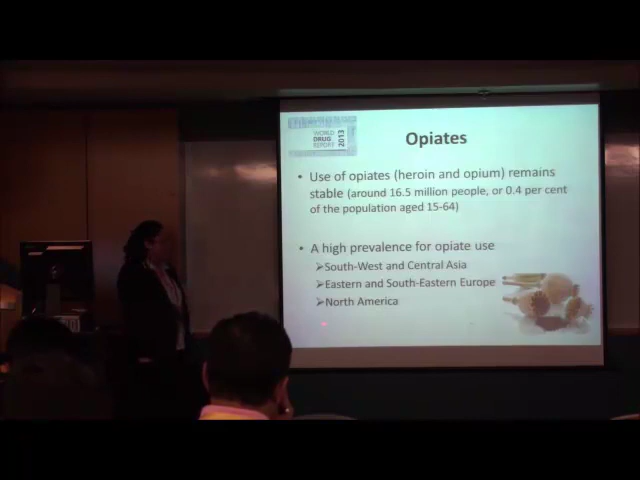 WORLD
DRUG
REPORT
2013
Opiates
• Use of opiates (heroin and opium) remains
stable (around 16.5 million people, or 0.4 per cent
of the population aged 15-64)
• A high prevalence for opiate use
➢South-West and Central Asia
➢Eastern and South-Eastern Europe
➢North America